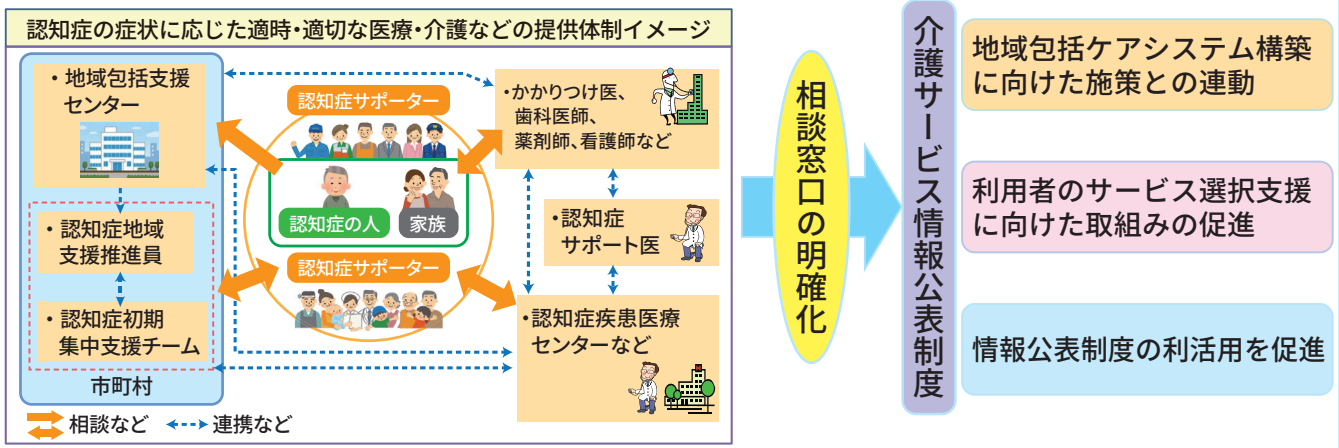 認知症の症状に応じた適時・適切な医療・介護などの提供体制イメージ
・地域包括支援
センター
・認知症地域
支援推進員
・認知症初期
集中支援チーム
市町村
認知症サポーター
認知症の人
家族
認知症サポーター
・かかりつけ医、
歯科医師、
薬剤師、看護師など
・認知症
サポート医
・認知症疾患医療
センターなど
相談など
連携など
相談窓口の明確化
介護サービス情報公表制度
地域包括ケアシステム構築
に向けた施策との連動
利用者のサービス選択支援
に向けた取組みの促進
情報公表制度の利活用を促進